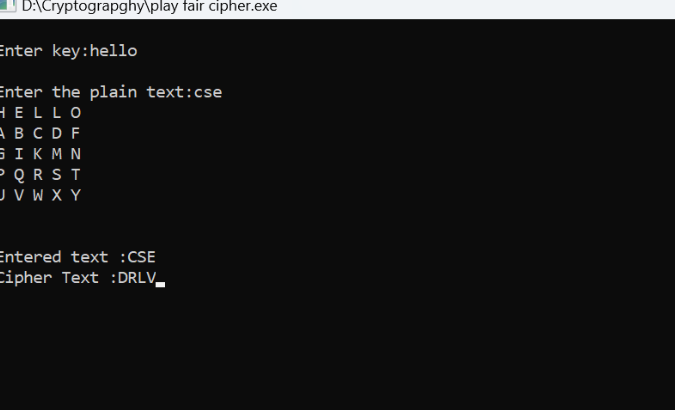 D:\Cryptograpghy\play fair cipher.exe
Enter key:hello
Enter the plain text:cse
H E L L O
A B C D F
G I K M N
P Q R S T
U V W X Y
Entered text :CSE
Cipher Text :DRLV